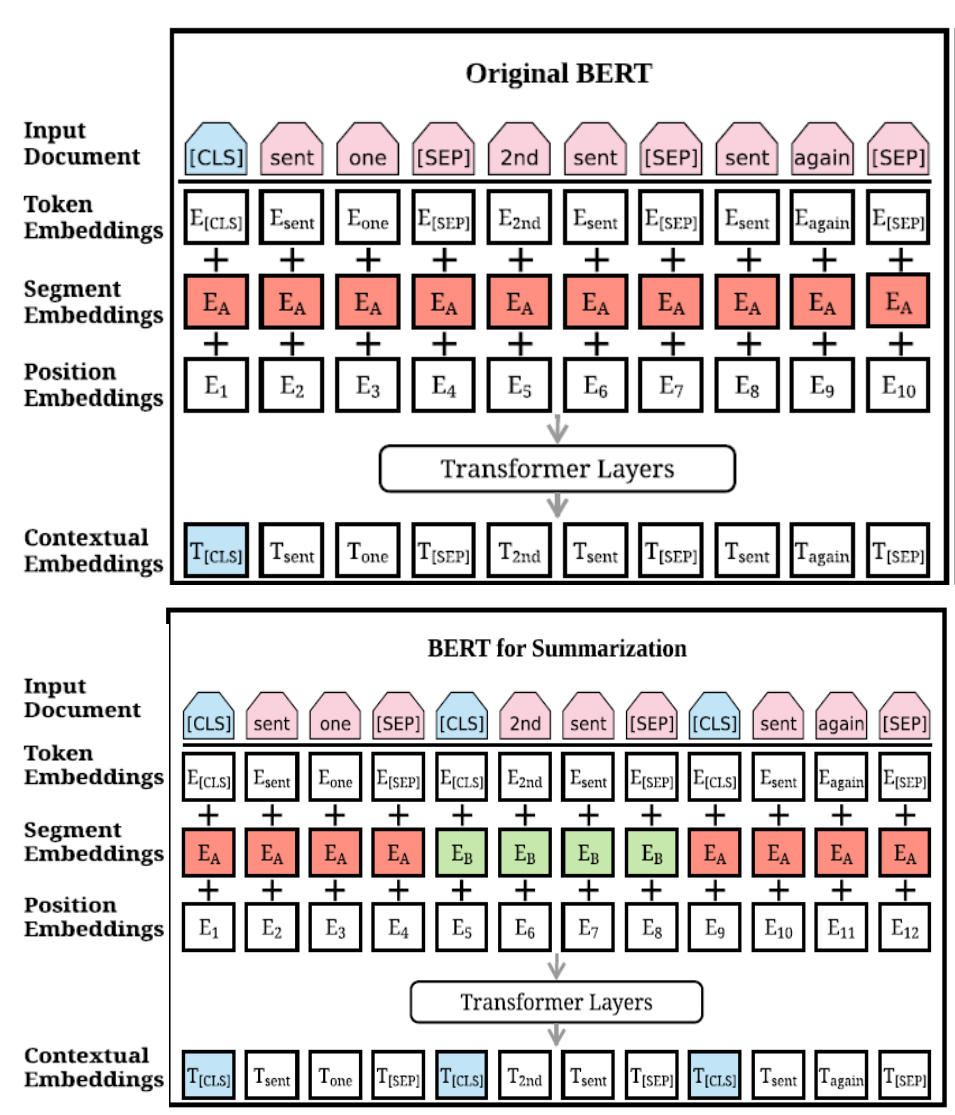 Original BERT
Input
Document
[CLS] sent one [SEP] 2nd sent [SEP] sent again [SEP]
Token
Embeddings
E[CLS] Esent Eone E[SEP] E2nd Esent E[SEP] Esent Eagain E[SEP]
+ + + + + + + + + +
Segment
Embeddings
EA EA EA EA EA EA EA EA EA EA
+ + + + + + + + + +
Position
Embeddings
E1 E2 E3 E4 E5 E6 E7 E8 E9 E10
Transformer Layers
Contextual
Embeddings
T[CLS] Tsent Tone T[SEP] T2nd Tsent T[SEP] Tsent Tagain T[SEP]
BERT for Summarization
Input
Document
[CLS] sent one [SEP] [CLS] 2nd sent [SEP] [CLS] sent again [SEP]
Token
Embeddings
E[CLS] Esent Eone E[SEP] E[CLS] E2nd Esent E[SEP] E[CLS] Esent Eagain E[SEP]
+ + + + + + + + + + + +
Segment
Embeddings
EA EA EA EA EB EB EB EB EA EA EA EA
+ + + + + + + + + + + +
Position
Embeddings
E1 E2 E3 E4 E5 E6 E7 E8 E9 E10 E11 E12
Transformer Layers
Contextual
Embeddings
T[CLS] Tsent Tone T[SEP] T[CLS] T2nd Tsent T[SEP] T[CLS] Tsent Tagain T[SEP]